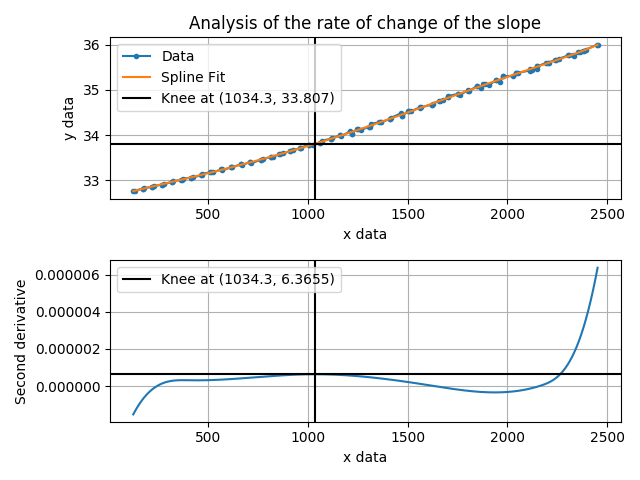 Analysis of the rate of change of the slope
36
35
34
33
y data
Data
Spline Fit
Knee at (1034.3, 33.807)
500
1000
1500
2000
2500
x data
0.000006
0.000004
0.000002
0.000000
Second derivative
Knee at (1034.3, 6.3655)
500
1000
1500
2000
2500
x data